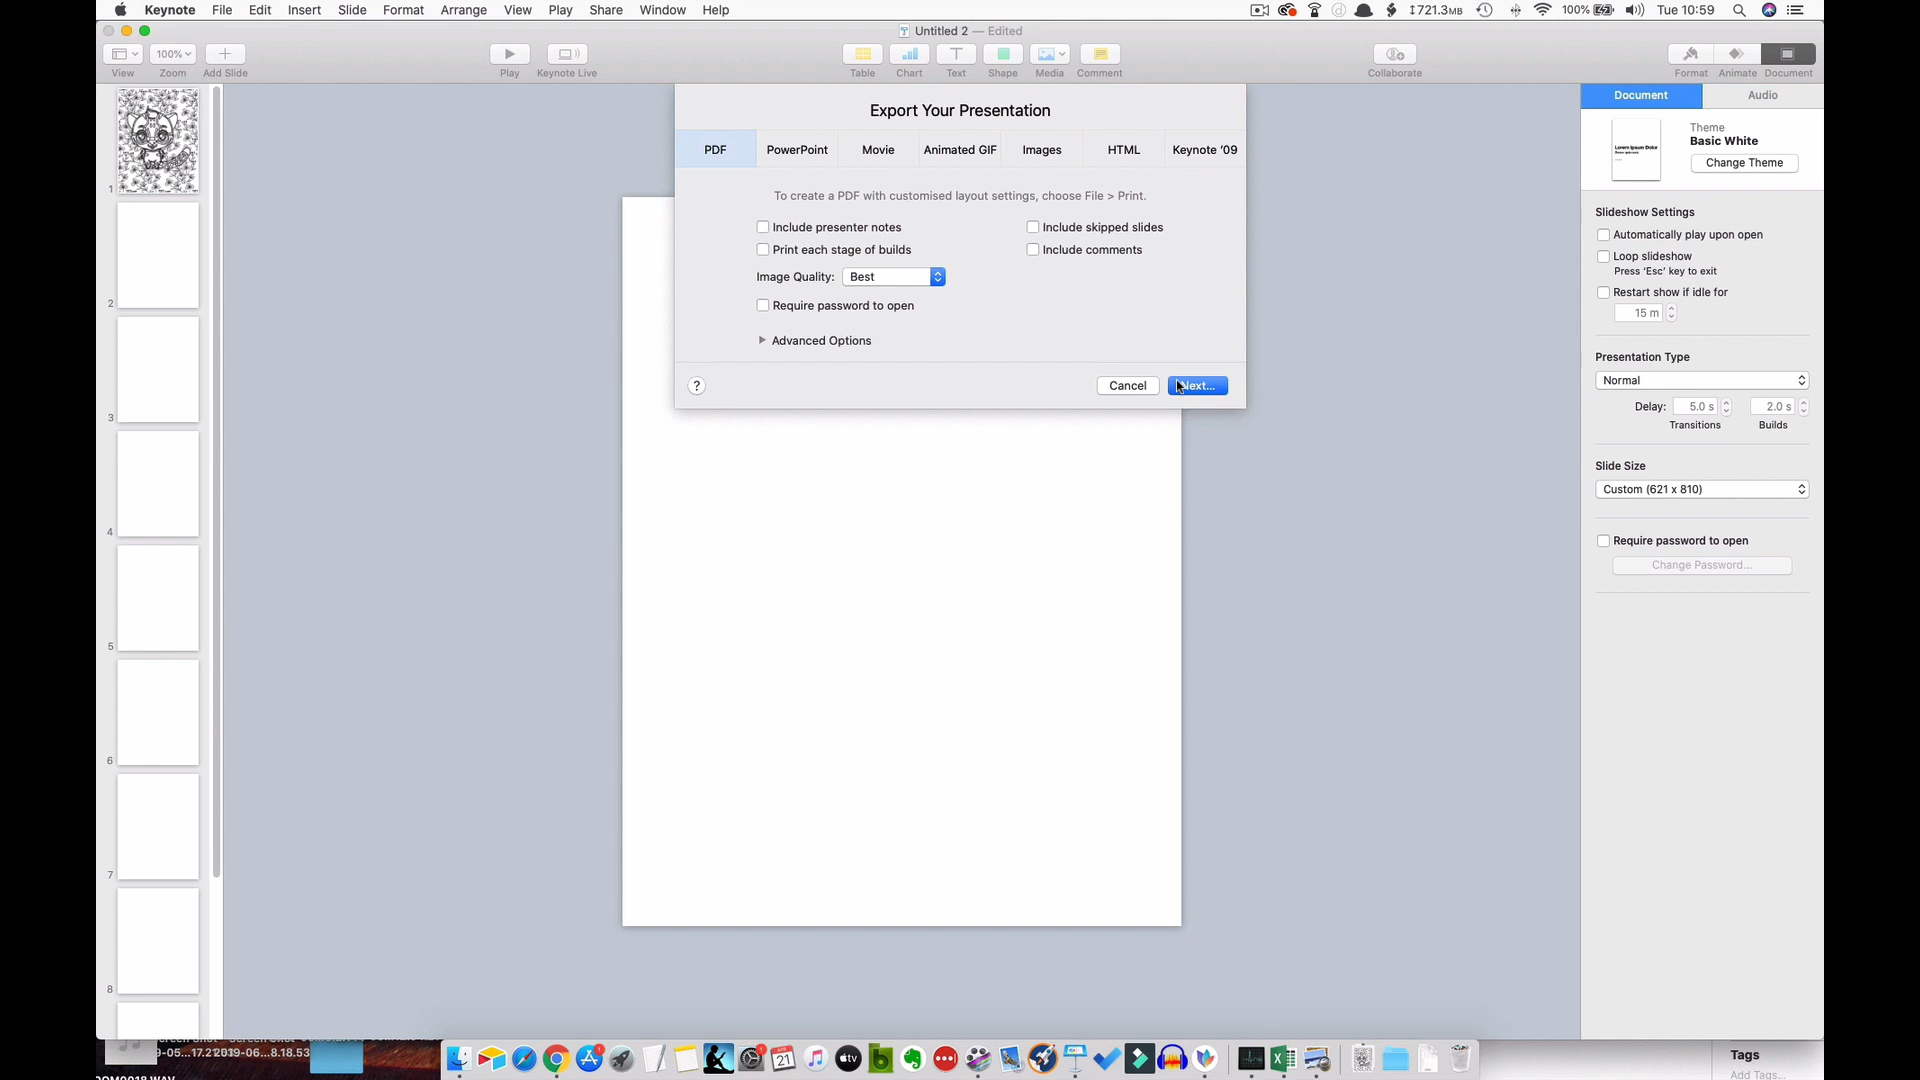 Keynote File Edit Insert Slide Format Arrange View Play Share Window Help
721.3MB 100% Tue 10:59
Untitled 2 — Edited
100%
View Zoom Add Slide Play Keynote Live Table Chart Text Shape Media Comment Collaborate Format Animate Document
Export Your Presentation
PDF PowerPoint Movie Animated GIF Images HTML Keynote '09
To create a PDF with customised layout settings, choose File > Print.
Include presenter notes Include skipped slides
Print each stage of builds Include comments
Image Quality: Best
Require password to open
Advanced Options
? Cancel Next...
Document Audio
Lorem Ipsum Dolor
Theme
Basic White
Change Theme
Slideshow Settings
Automatically play upon open
Loop slideshow
Press 'Esc' key to exit
Restart show if idle for
15 m
Presentation Type
Normal
Delay: 5.0 s 2.0 s
Transitions Builds
Slide Size
Custom (621 x 810)
Require password to open
Change Password...
1
2
3
4
5
6
7
8
21
tv
Tags
Add Tags...